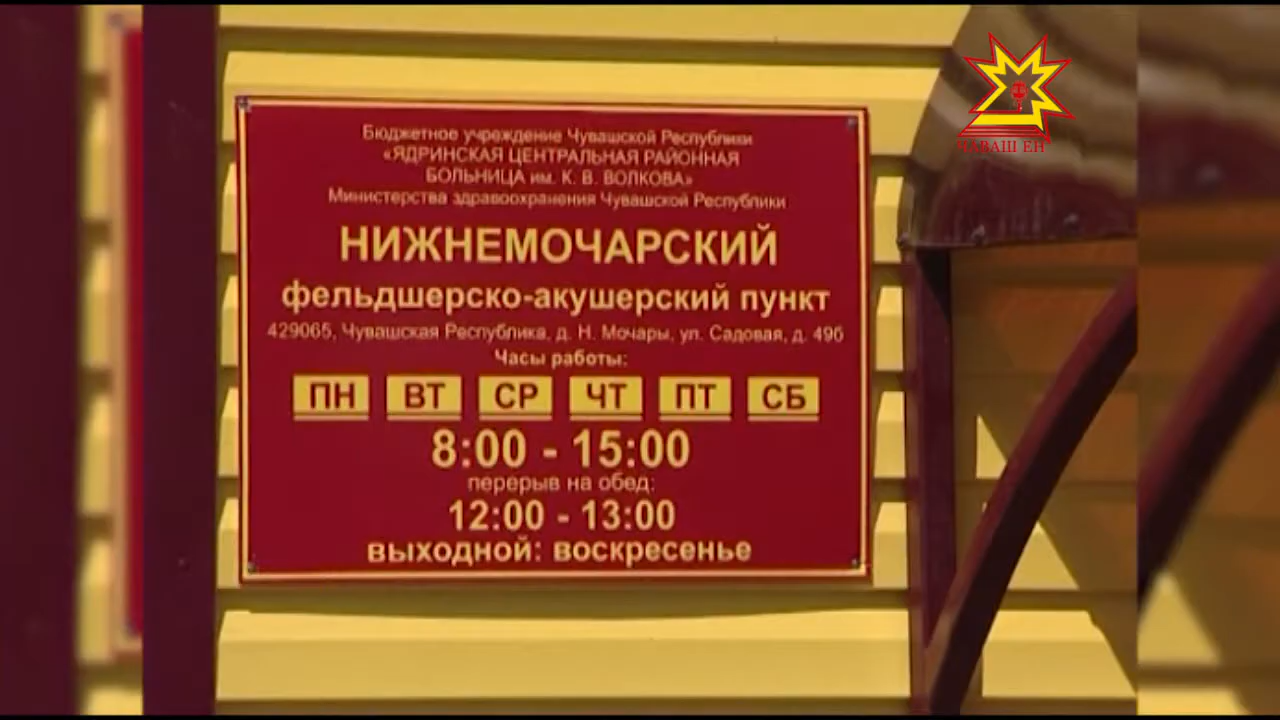 ЧӐВАШ ЕН
Бюджетное учреждение Чувашской Республики
«ЯДРИНСКАЯ ЦЕНТРАЛЬНАЯ РАЙОННАЯ
БОЛЬНИЦА им. К. В. ВОЛКОВА»
Министерства здравоохранения Чувашской Республики
НИЖНЕМОЧАРСКИЙ
фельдшерско-акушерский пункт
429065, Чувашская Республика, д. Н. Мочары, ул. Садовая, д. 49б
Часы работы:
ПН ВТ СР ЧТ ПТ СБ
8:00 - 15:00
перерыв на обед:
12:00 - 13:00
выходной: воскресенье